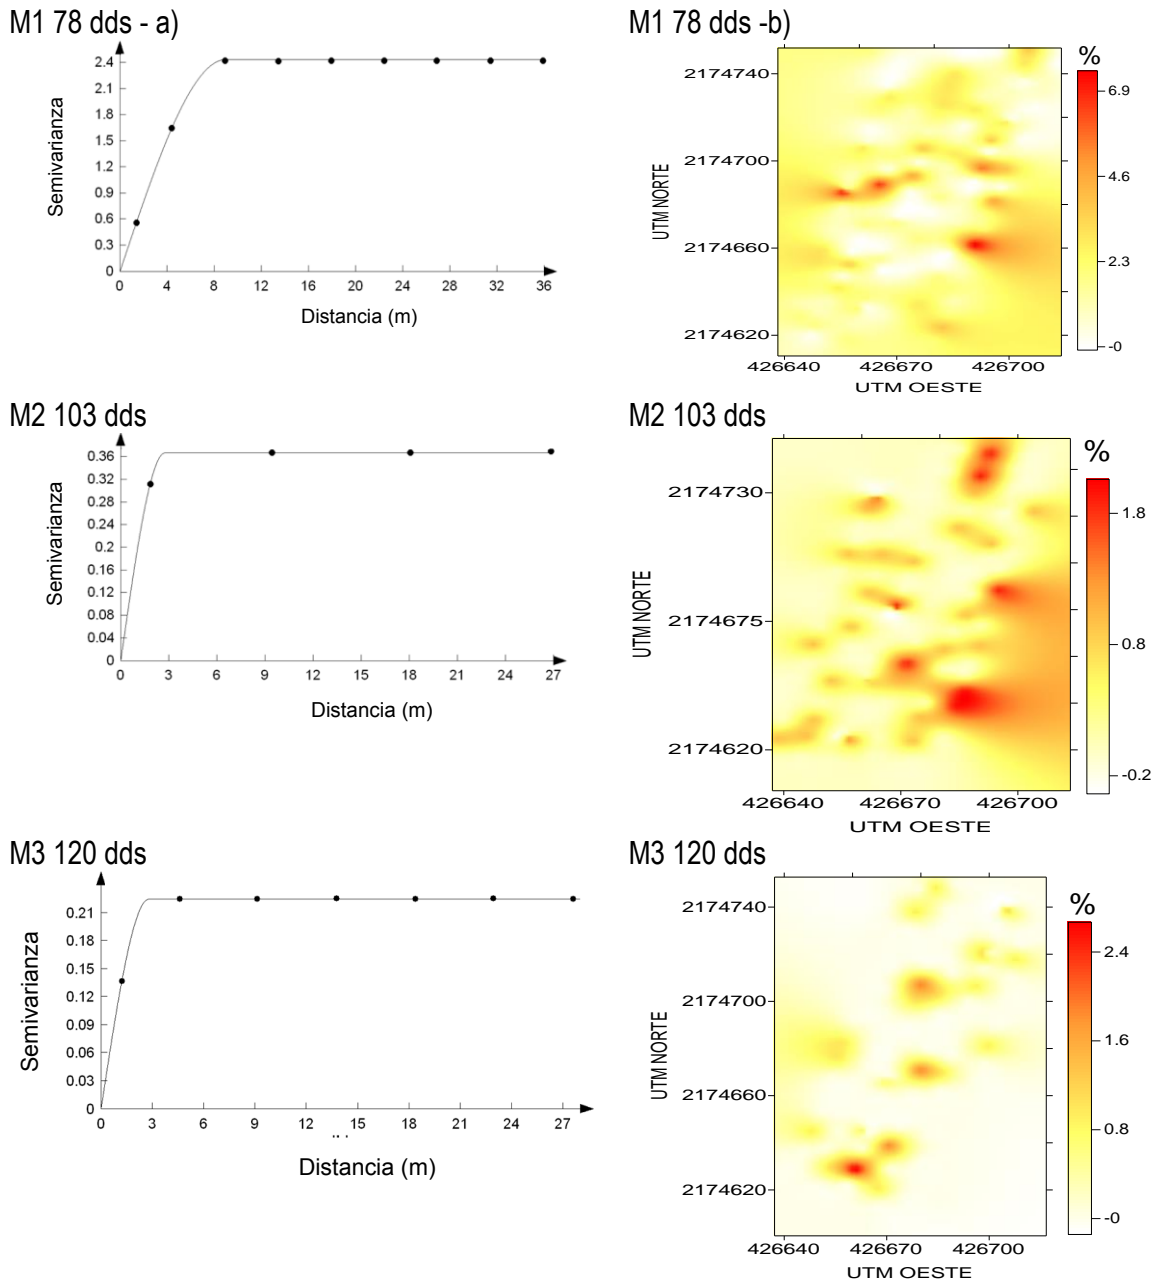 M1 78 dds - a)
M1 78 dds -b)
2.4
2.1
1.8
1.5
1.2
0.9
0.6
0.3
0
Semivarianza
0 4 8 12 16 20 24 28 32 36
Distancia (m)
2174740
2174700
2174660
2174620
UTM NORTE
426640 426670 426700
UTM OESTE
%
6.9
4.6
2.3
-0
M2 103 dds
M2 103 dds
0.36
0.32
0.28
0.24
0.2
0.16
0.12
0.08
0.04
0
Semivarianza
0 3 6 9 12 15 18 21 24 27
Distancia (m)
2174730
2174675
2174620
UTM NORTE
426640 426670 426700
UTM OESTE
%
1.8
0.8
-0.2
M3 120 dds
M3 120 dds
0.21
0.18
0.15
0.12
0.09
0.06
0.03
0
Semivarianza
0 3 6 9 12 15 18 21 24 27
Distancia (m)
2174740
2174700
2174660
2174620
UTM NORTE
426640 426670 426700
UTM OESTE
%
2.4
1.6
0.8
-0